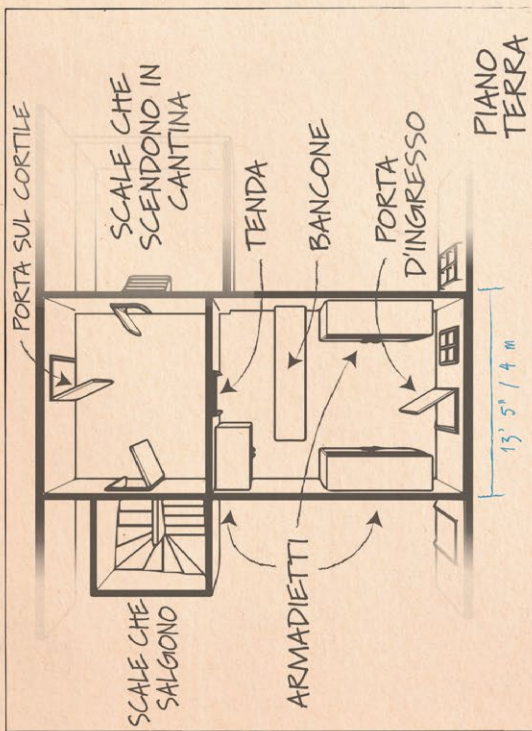 PORTA SUL CORTILE
SCALE CHE
SCENDONO IN
CANTINA
TENDA
BANCONE
PORTA
D'INGRESSO
SCALE CHE
SALGONO
ARMADIETTI
13' 5" / 4 m
PIANO
TERRA